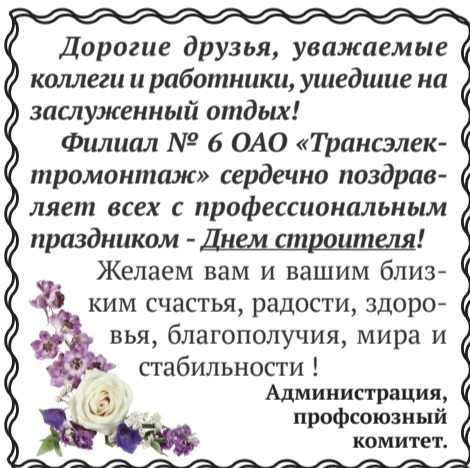 Дорогие друзья, уважаемые
коллеги и работники, ушедшие на
заслуженный отдых!
Филиал № 6 ОАО «Трансэлек-
тромонтаж» сердечно поздрав-
ляет всех с профессиональным
праздником - Днем строителя!
Желаем вам и вашим близ-
ким счастья, радости, здоро-
вья, благополучия, мира и
стабильности !
Администрация,
профсоюзный
комитет.